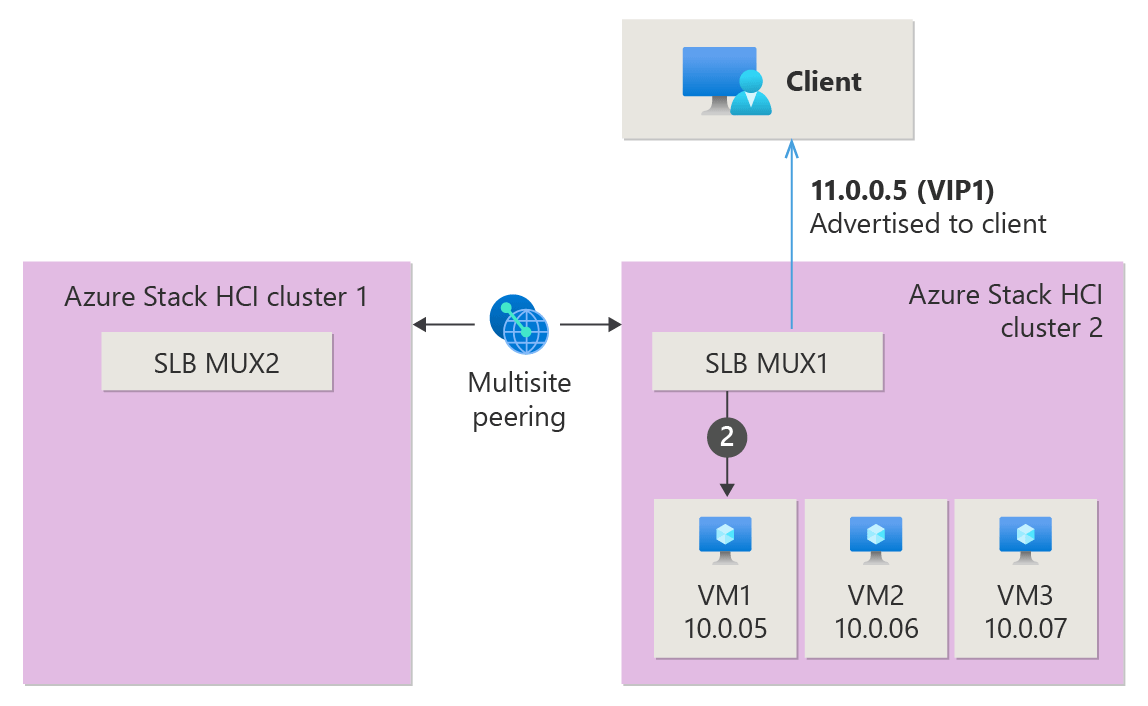 Client
11.0.0.5 (VIP1)
Advertised to client
Azure Stack HCI cluster 1
SLB MUX2
Multisite
peering
Azure Stack HCI
cluster 2
SLB MUX1
2
VM1
10.0.05
VM2
10.0.06
VM3
10.0.07